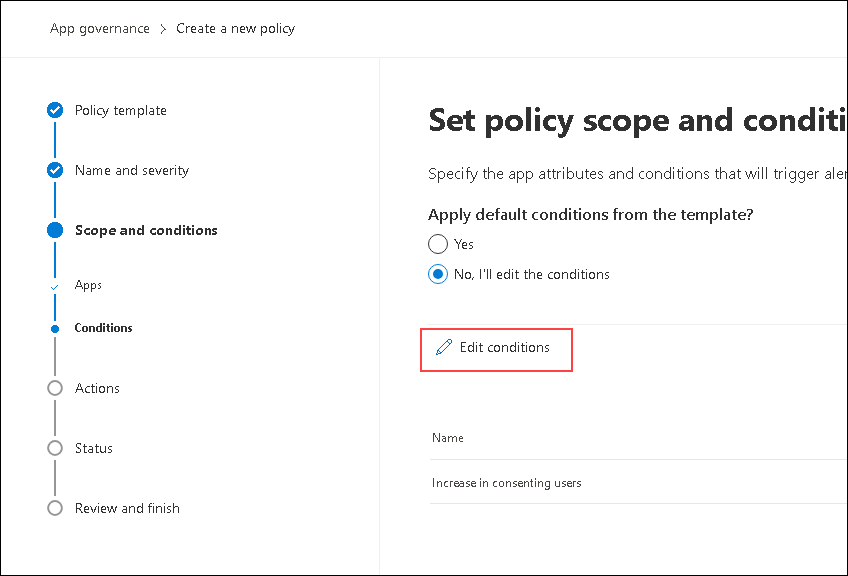 App governance > Create a new policy
Policy template
Name and severity
Scope and conditions
Apps
Conditions
Actions
Status
Review and finish
Set policy scope and conditi
Specify the app attributes and conditions that will trigger aler
Apply default conditions from the template?
Yes
No, I'll edit the conditions
Edit conditions
Name
Increase in consenting users